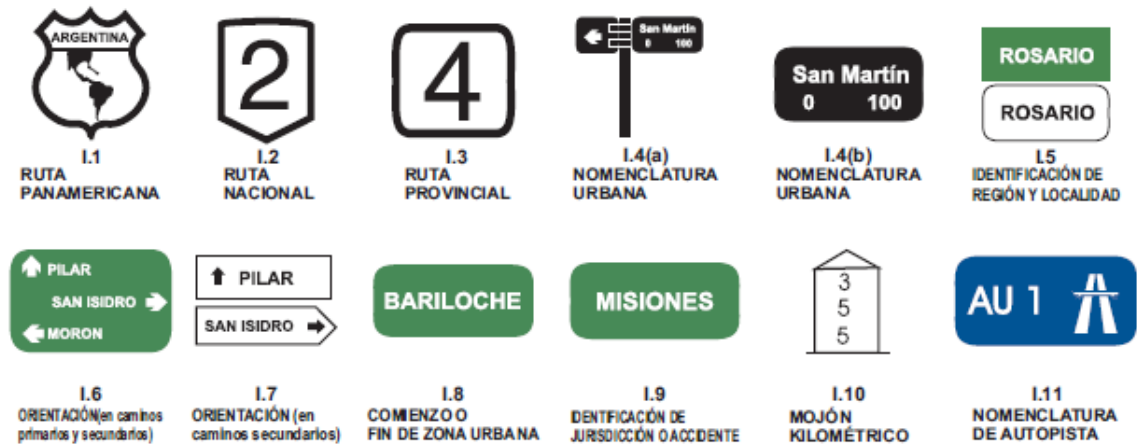 ARGENTINA
2
4
San Martín
0 100
San Martín
0 100
ROSARIO
ROSARIO
I.1
RUTA
PANAMERICANA
I.2
RUTA
NACIONAL
I.3
RUTA
PROVINCIAL
I.4(a)
NOMENCLATURA
URBANA
I.4(b)
NOMENCLATURA
URBANA
I.5
IDENTIFICACIÓN DE
REGIÓN Y LOCALIDAD
PILAR
SAN ISIDRO
MORON
PILAR
SAN ISIDRO
BARILOCHE
MISIONES
3
5
5
AU 1
I.6
ORIENTACIÓN(en caminos
primarios y secundarios)
I.7
ORIENTACIÓN (en
caminos secundarios)
I.8
COMIENZO O
FIN DE ZONA URBANA
I.9
IDENTIFICACIÓN DE
JURISDICCIÓN O ACCIDENTE
I.10
MOJÓN
KILOMÉTRICO
I.11
NOMENCLATURA
DE AUTOPISTA